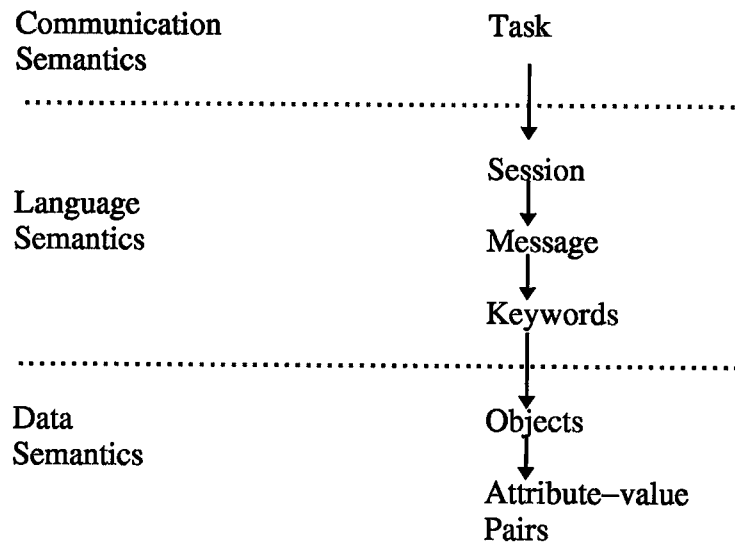 Communication
Semantics
Task
Session
Language
Semantics
Message
Keywords
Data
Semantics
Objects
Attribute–value
Pairs